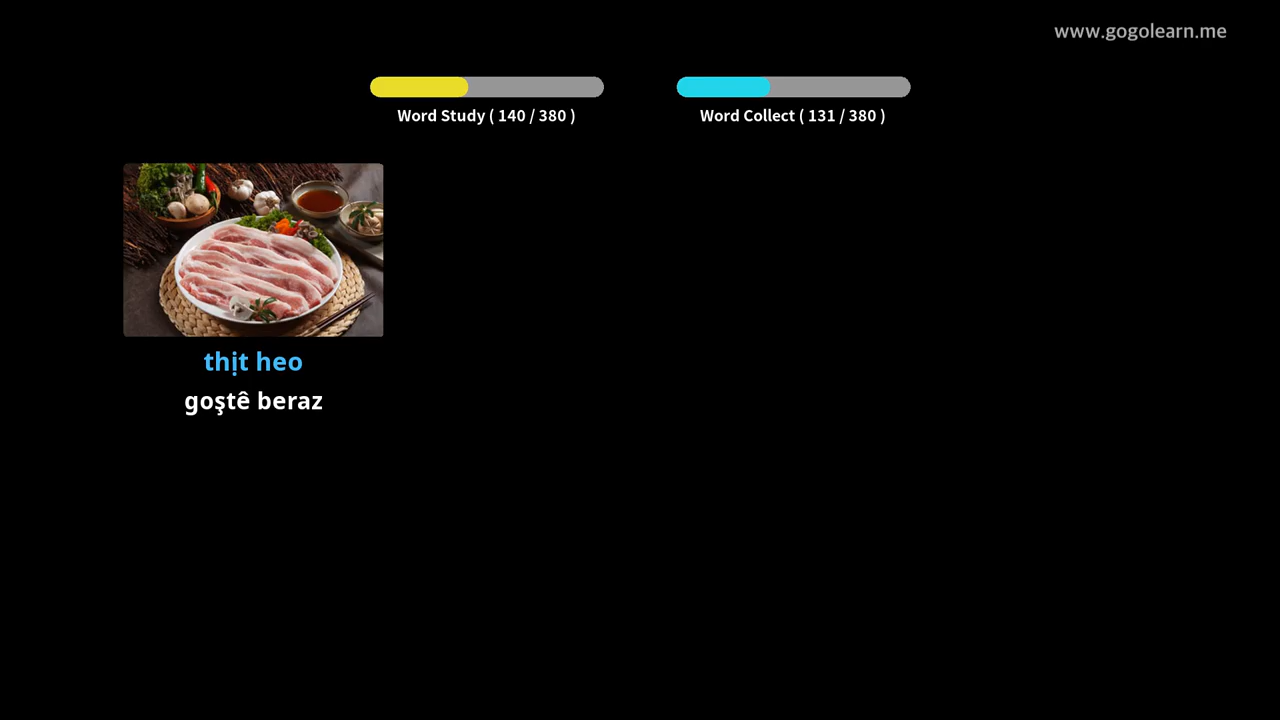 www.gogolearn.me
Word Study ( 140 / 380 )
Word Collect ( 131 / 380 )
thịt heo
goştê beraz